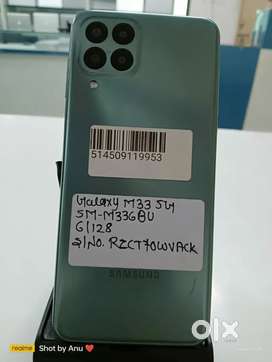 514509119953
Galaxy M33 5G
SM-M336BU
6/128
S/No. RZCT70WVACK
SAMSUNG
realme
Shot by Anu ❤
olx